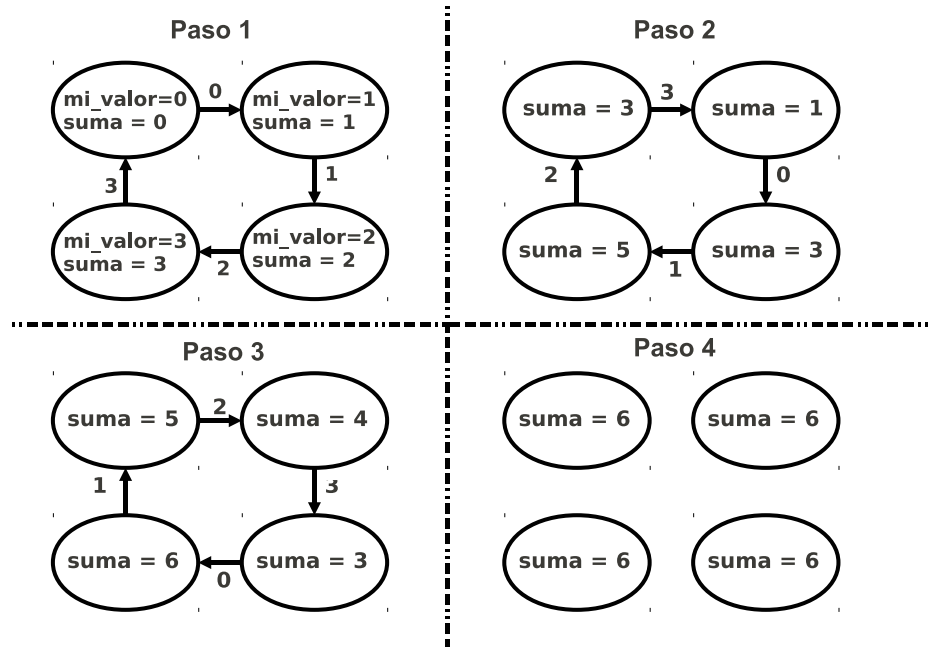 Paso 1
mi_valor=0
suma = 0
0
mi_valor=1
suma = 1
3
1
mi_valor=3
suma = 3
2
mi_valor=2
suma = 2
Paso 2
suma = 3
3
suma = 1
2
0
suma = 5
1
suma = 3
Paso 3
suma = 5
2
suma = 4
1
3
suma = 6
0
suma = 3
Paso 4
suma = 6
suma = 6
suma = 6
suma = 6